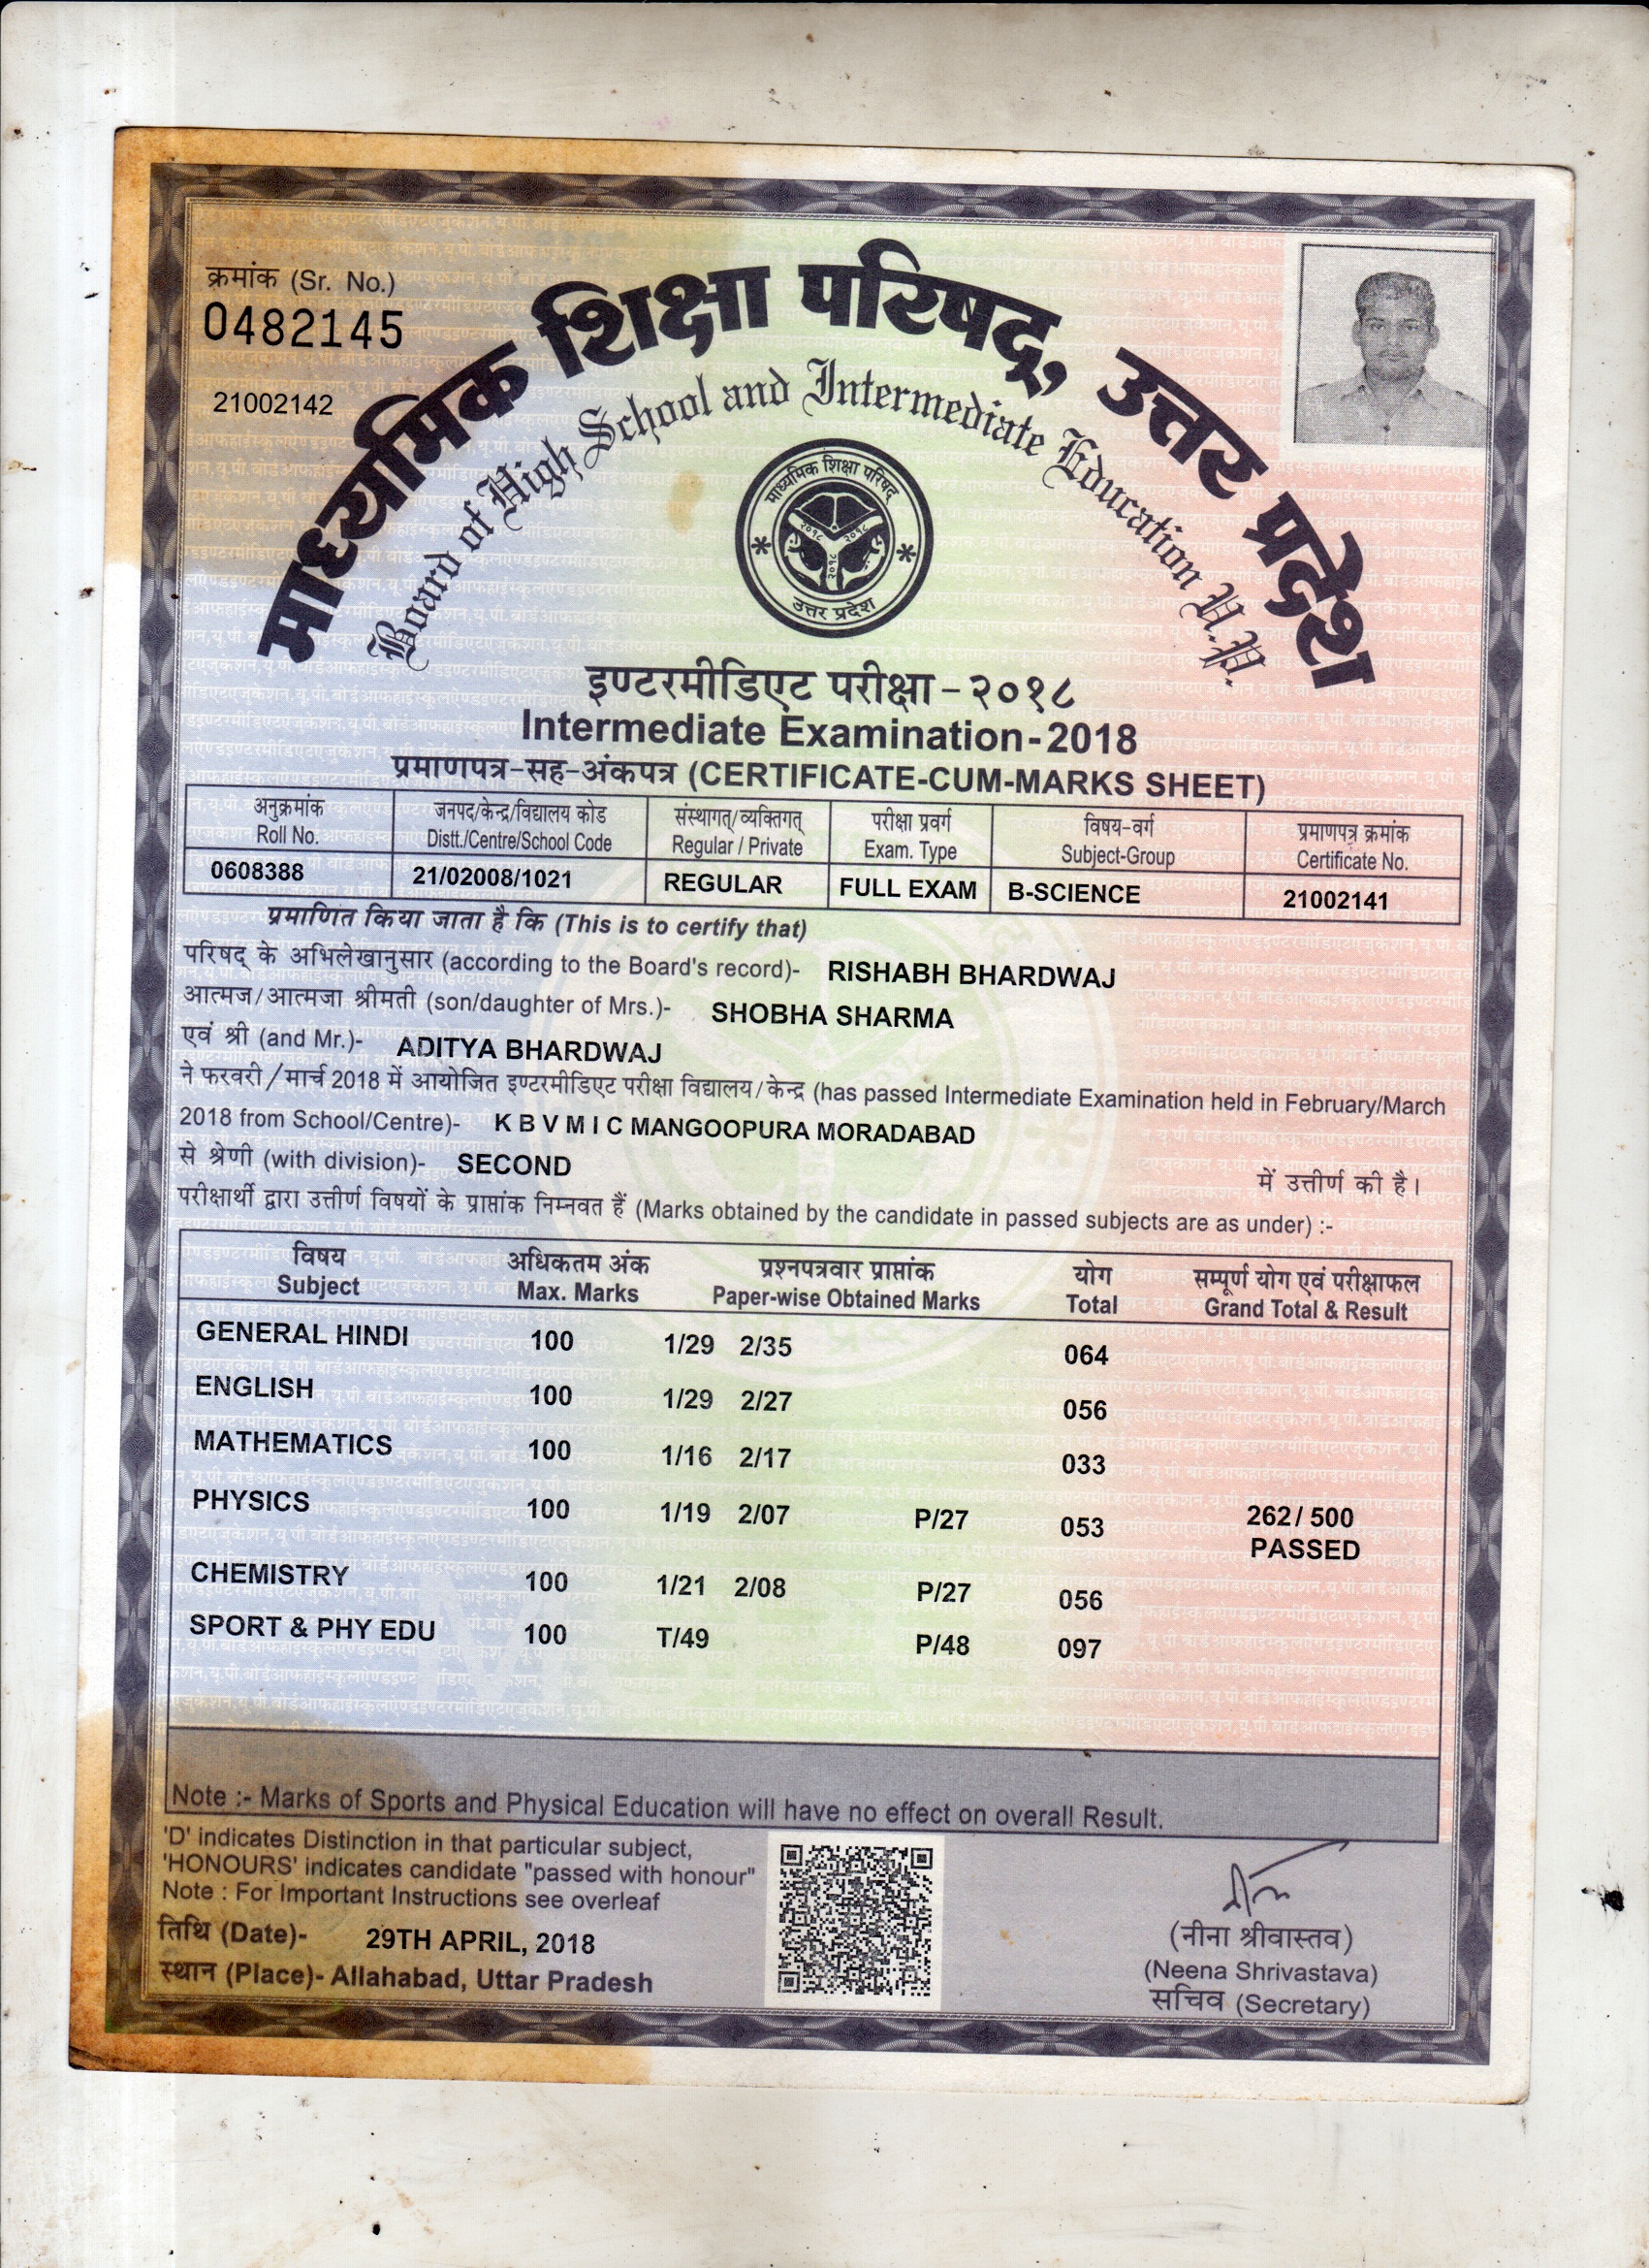 क्रमांक (Sr. No.)
0482145
21002142
माध्यमिक शिक्षा परिषद्, उत्तर प्रदेश
Board of High School and Intermediate Education U.P.
माध्यमिक शिक्षा परिषद्
२०१८ २०१८
२०१८
उत्तर प्रदेश
इण्टरमीडिएट परीक्षा - २०१८
Intermediate Examination - 2018
प्रमाणपत्र-सह-अंकपत्र (CERTIFICATE-CUM-MARKS SHEET)
अनुक्रमांक जनपद/केन्द्र/विद्यालय कोड संस्थागत्/व्यक्तिगत् परीक्षा प्रवर्ग विषय-वर्ग प्रमाणपत्र क्रमांक
Roll No. Distt./Centre/School Code Regular / Private Exam. Type Subject-Group Certificate No.
0608388 21/02008/1021 REGULAR FULL EXAM B-SCIENCE 21002141
प्रमाणित किया जाता है कि (This is to certify that)
परिषद् के अभिलेखानुसार (according to the Board's record)- RISHABH BHARDWAJ
आत्मज/आत्मजा श्रीमती (son/daughter of Mrs.)- SHOBHA SHARMA
एवं श्री (and Mr.)- ADITYA BHARDWAJ
ने फरवरी/मार्च 2018 में आयोजित इण्टरमीडिएट परीक्षा विद्यालय/केन्द्र (has passed Intermediate Examination held in February/March
2018 from School/Centre)- K B V M I C MANGOOPURA MORADABAD
से श्रेणी (with division)- SECOND में उत्तीर्ण की है।
परीक्षार्थी द्वारा उत्तीर्ण विषयों के प्राप्तांक निम्नवत हैं (Marks obtained by the candidate in passed subjects are as under) :-
विषय अधिकतम अंक प्रश्नपत्रवार प्राप्तांक योग सम्पूर्ण योग एवं परीक्षाफल
Subject Max. Marks Paper-wise Obtained Marks Total Grand Total & Result
GENERAL HINDI 100 1/29 2/35 064
ENGLISH 100 1/29 2/27 056
MATHEMATICS 100 1/16 2/17 033
PHYSICS 100 1/19 2/07 P/27 053 262 / 500
PASSED
CHEMISTRY 100 1/21 2/08 P/27 056
SPORT & PHY EDU 100 T/49 P/48 097
Note :- Marks of Sports and Physical Education will have no effect on overall Result.
'D' indicates Distinction in that particular subject,
'HONOURS' indicates candidate "passed with honour"
Note : For Important Instructions see overleaf
तिथि (Date)- 29TH APRIL, 2018
स्थान (Place)- Allahabad, Uttar Pradesh
(नीना श्रीवास्तव)
(Neena Shrivastava)
सचिव (Secretary)